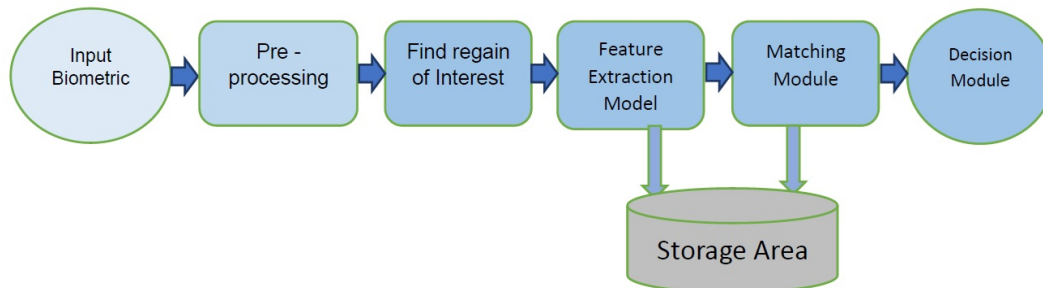 Input
Biometric
Pre -
processing
Find regain
of Interest
Feature
Extraction
Model
Matching
Module
Decision
Module
Storage Area